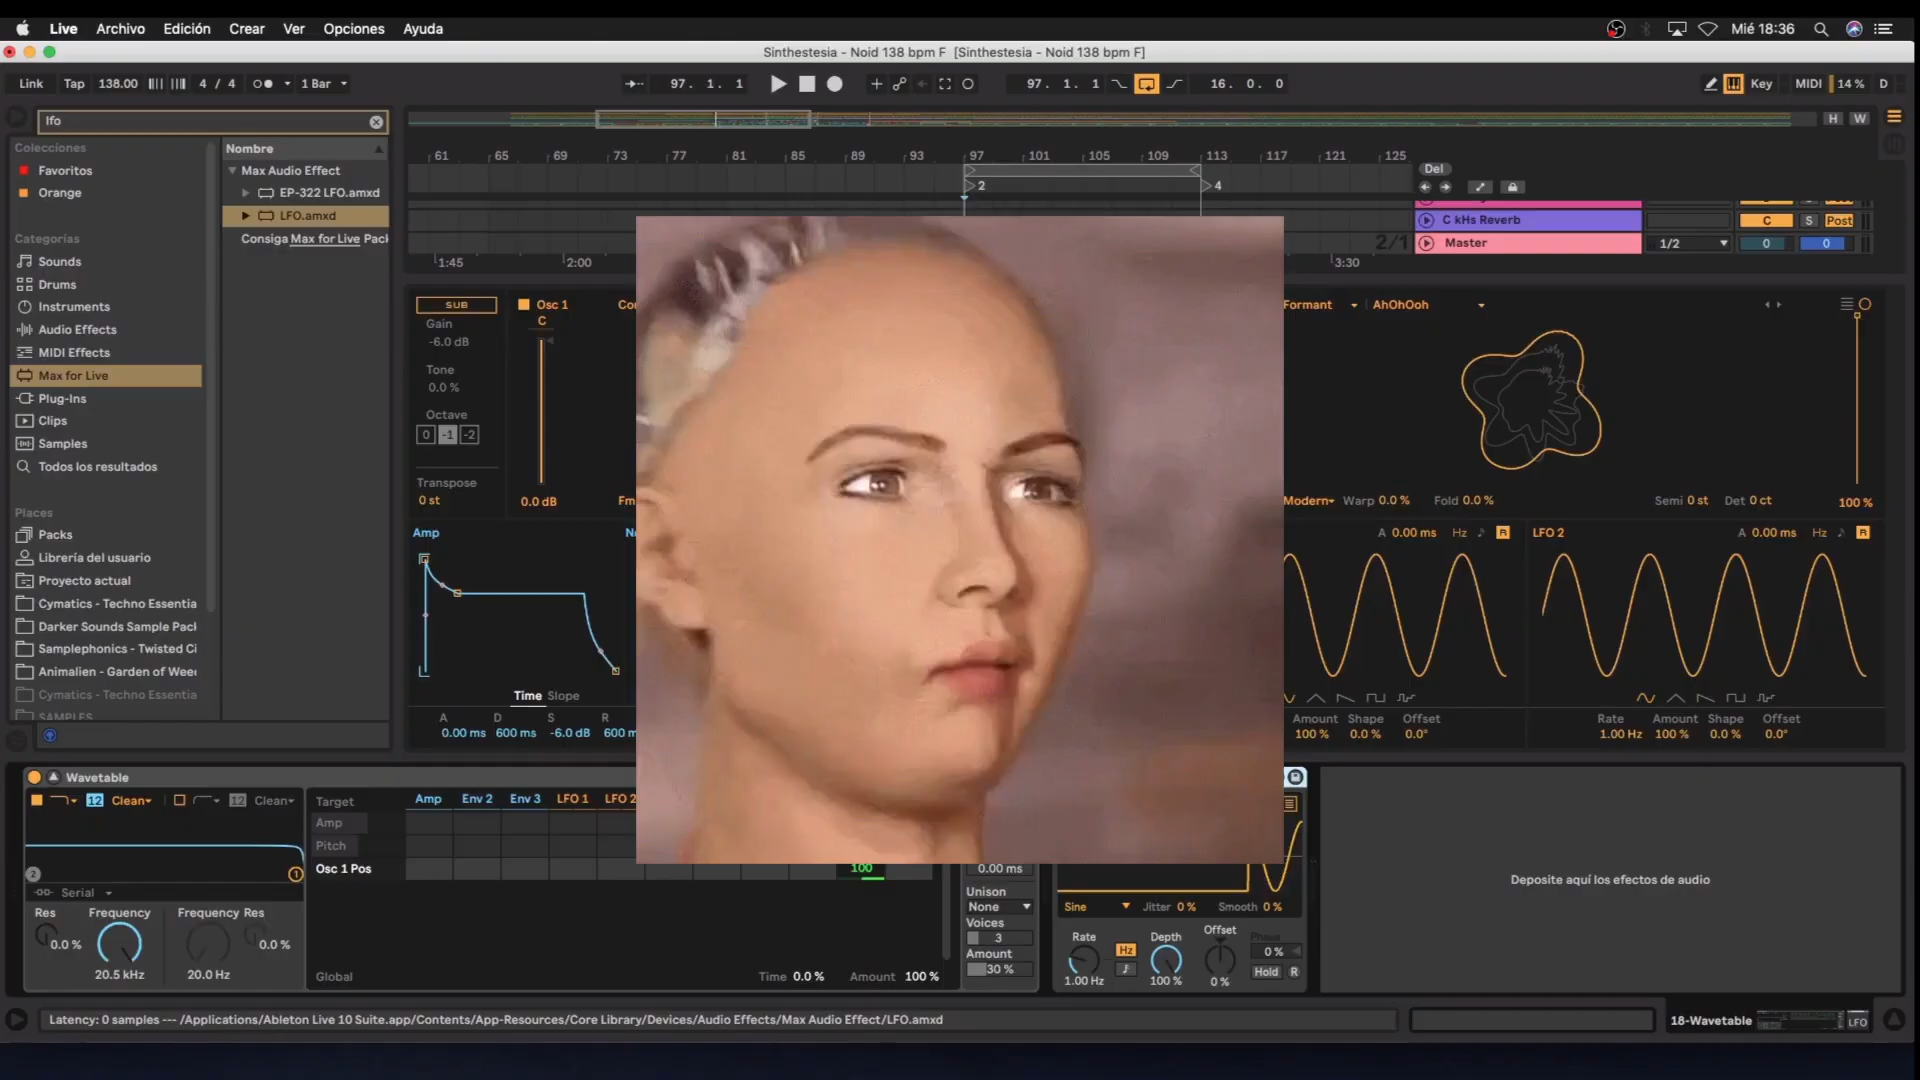 Live Archivo Edición Crear Ver Opciones Ayuda Mié 18:36
Sinthestesia - Noid 138 bpm F [Sinthestesia - Noid 138 bpm F]
Link Tap 138.00 4 / 4 1 Bar 97. 1. 1 97. 1. 1 16. 0. 0 Key MIDI 14 % D
lfo
H W
Colecciones
Favoritos
Orange
Categorías
Sounds
Drums
Instruments
Audio Effects
MIDI Effects
Max for Live
Plug-Ins
Clips
Samples
Todos los resultados
Places
Packs
Librería del usuario
Proyecto actual
Cymatics - Techno Essentia
Darker Sounds Sample Pack
Samplephonics - Twisted Ci
Animalien - Garden of Weed
Cymatics - Techno Essentia
SAMPLES
Nombre
Max Audio Effect
EP-322 LFO.amxd
LFO.amxd
Consiga Max for Live Pack
61 65 69 73 77 81 85 89 93 97 101 105 109 113 117 121 125
Del
2 4
C kHs Reverb C S Post
2/1 Master 1/2 0 0
1:45 2:00 3:30
SUB
Gain
-6.0 dB
Tone
0.0 %
Octave
0 -1 -2
Transpose
0 st
Osc 1
C
0.0 dB
Formant AhOhOoh
Modern Warp 0.0 % Fold 0.0 % Semi 0 st Det 0 ct 100 %
Amp
Time Slope
A D S R
0.00 ms 600 ms -6.0 dB 600 m
A 0.00 ms Hz R
Amount Shape Offset
100 % 0.0 % 0.0°
LFO 2 A 0.00 ms Hz R
Rate Amount Shape Offset
1.00 Hz 100 % 0.0 % 0.0°
Wavetable
12 Clean 12 Clean
2 1
Serial
Res Frequency Frequency Res
0.0 % 0.0 %
20.5 kHz 20.0 Hz
Target Amp Env 2 Env 3 LFO 1 LFO 2
Amp
Pitch
Osc 1 Pos 100
Global Time 0.0 % Amount 100 %
0.00 ms
Unison
None
Voices
3
Amount
30 %
Sine Jitter 0 % Smooth 0 %
Rate Hz Depth Offset Phase
0 %
Hold R
1.00 Hz 100 % 0 %
Deposite aquí los efectos de audio
Latency: 0 samples --- /Applications/Ableton Live 10 Suite.app/Contents/App-Resources/Core Library/Devices/Audio Effects/Max Audio Effect/LFO.amxd
18-Wavetable LFO